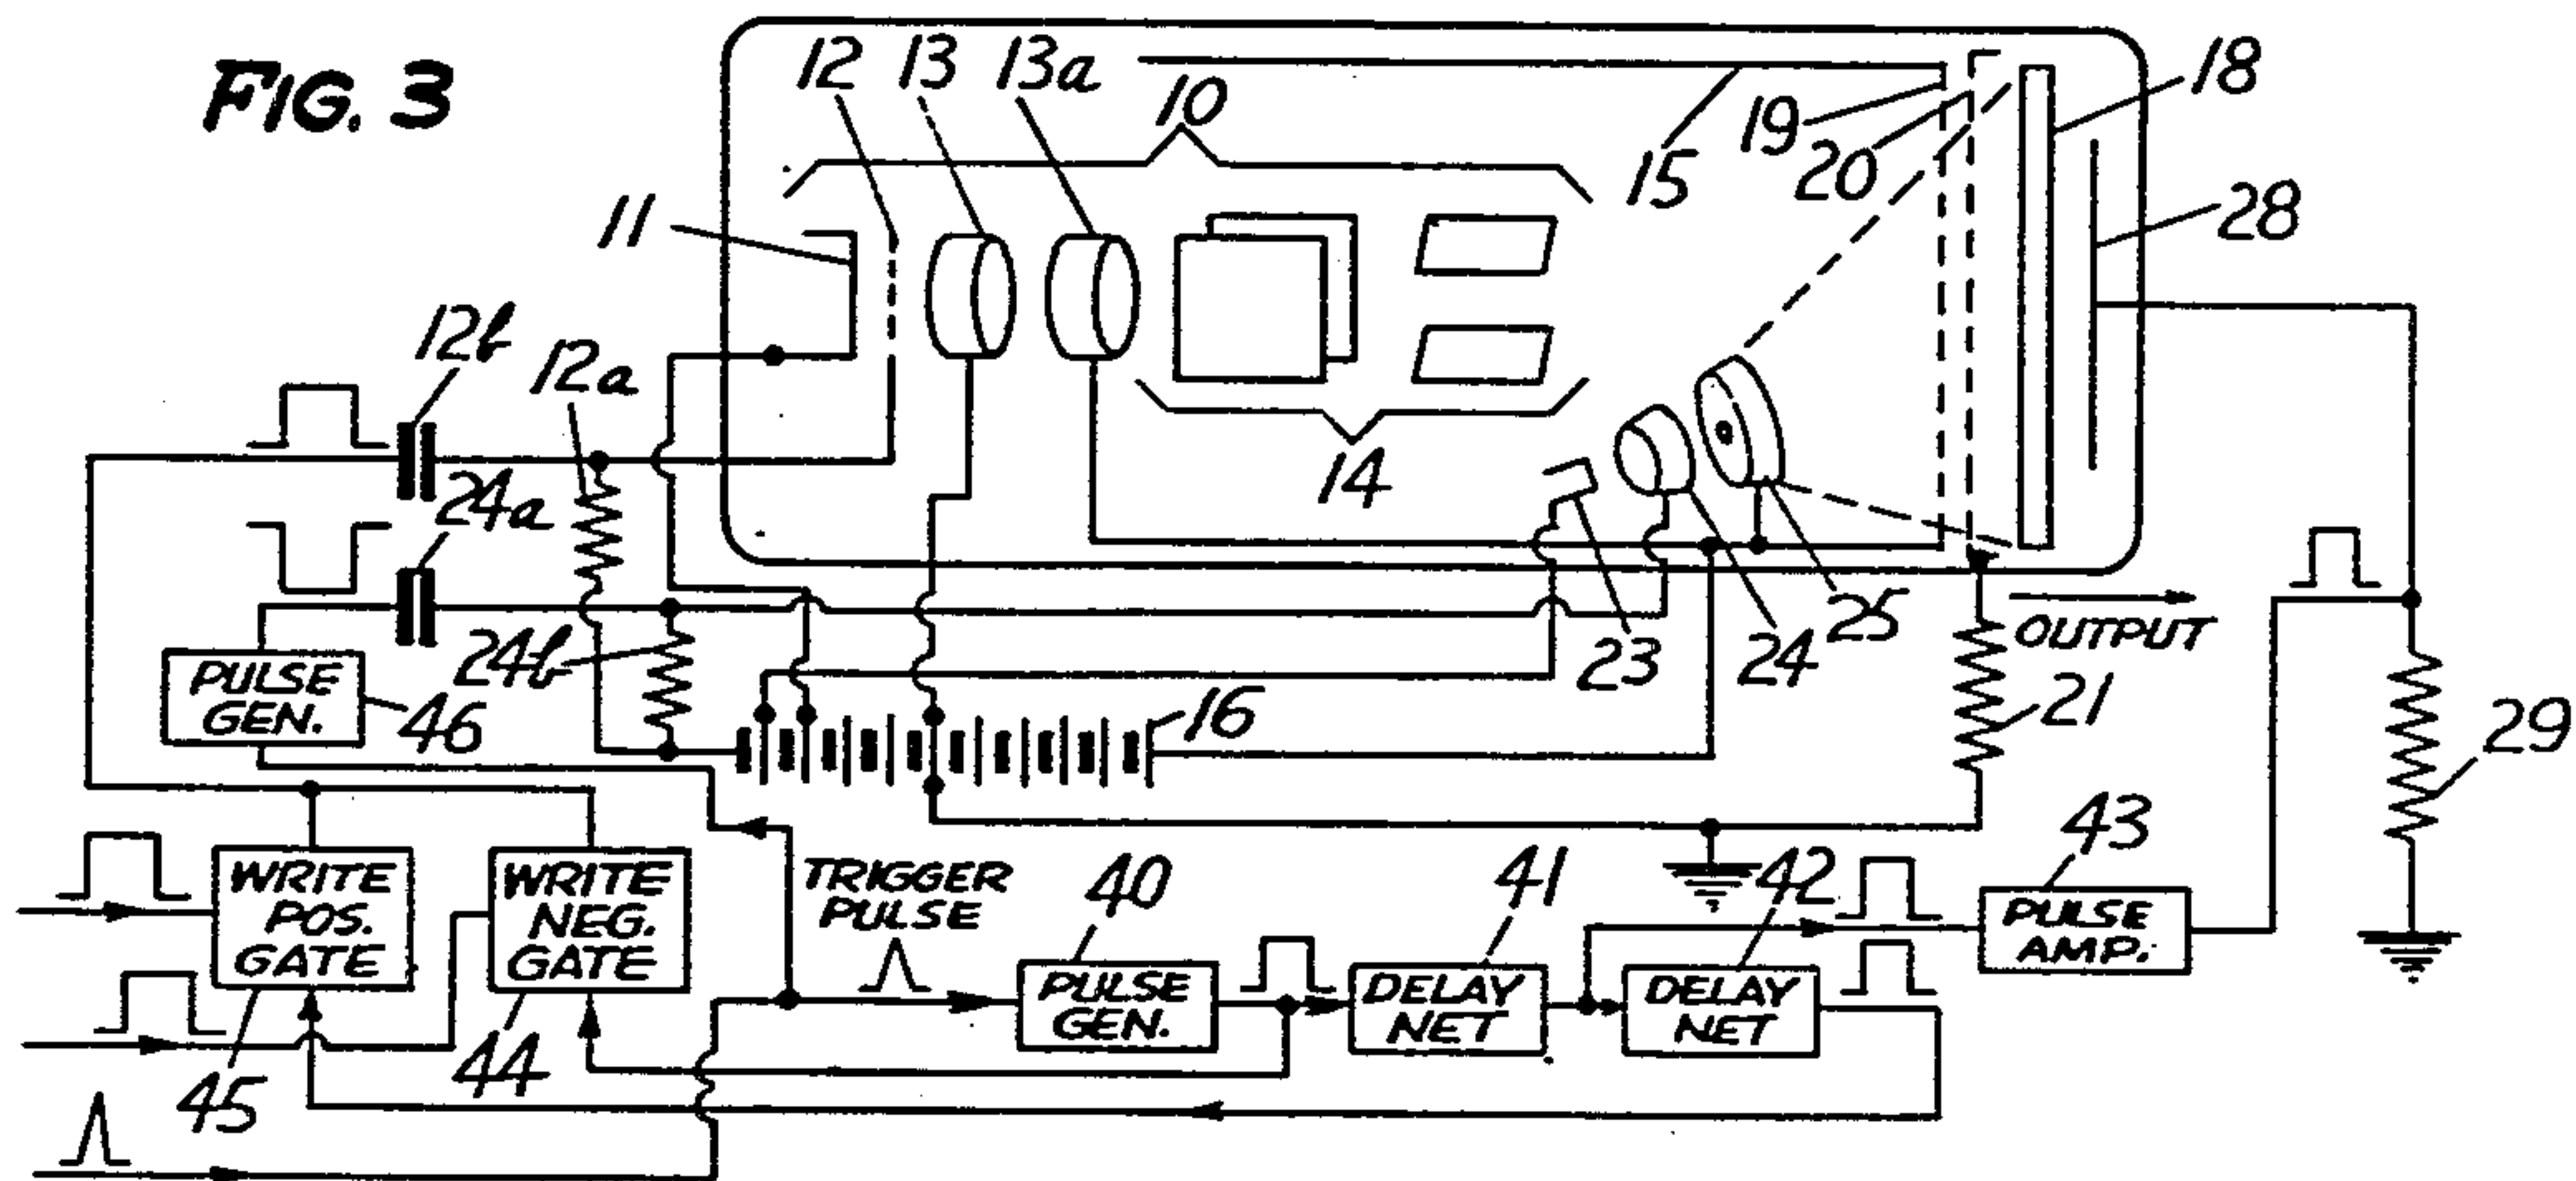 FIG. 3
12
13
13a
10
15
19
20
18
28
11
12b
12a
24a
14
23
24
25
OUTPUT
24b
16
21
29
PULSE
GEN.
46
WRITE
POS.
GATE
WRITE
NEG.
GATE
TRIGGER
PULSE
40
41
42
43
PULSE
GEN.
DELAY
NET
DELAY
NET
PULSE
AMP.
45
44